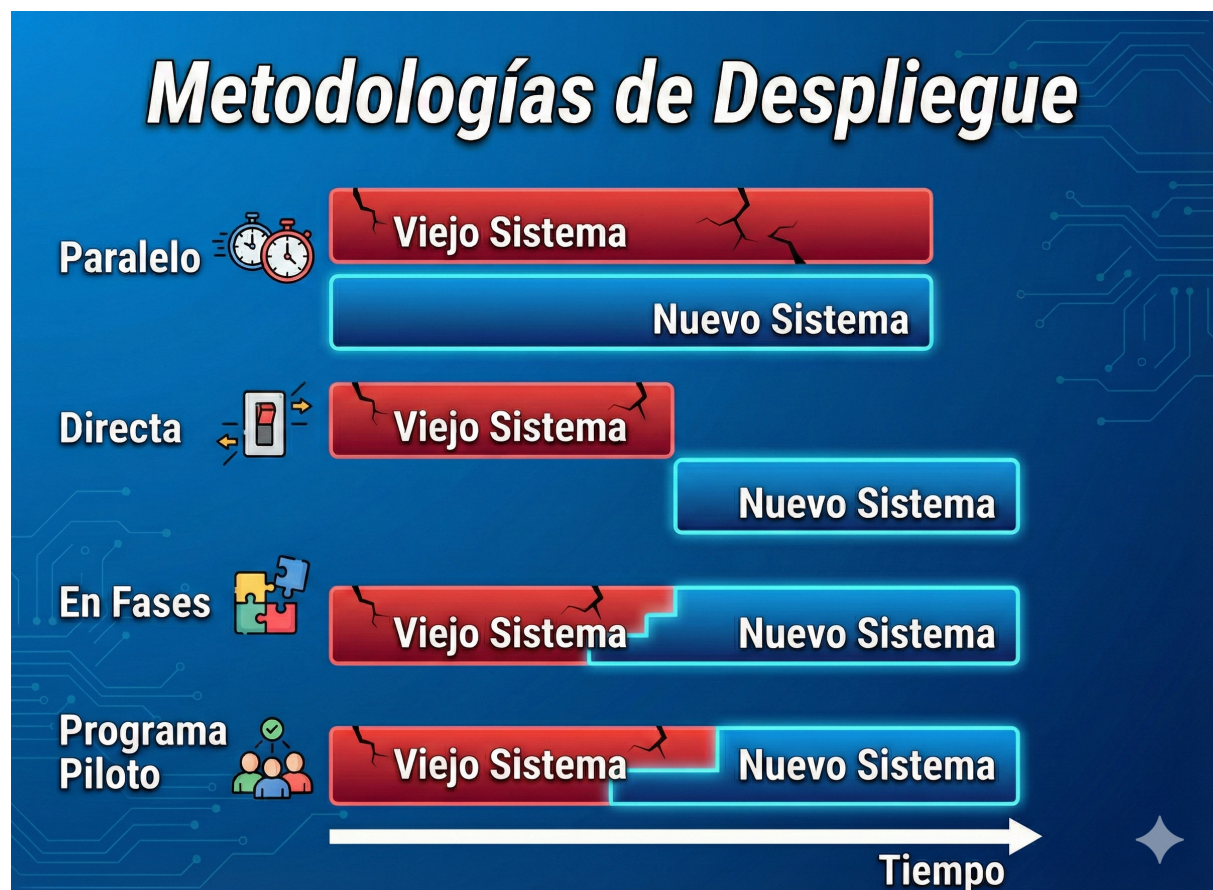 Metodologías de Despliegue
Paralelo
Viejo Sistema
Nuevo Sistema
Directa
Viejo Sistema
Nuevo Sistema
En Fases
Viejo Sistema
Nuevo Sistema
Programa
Piloto
Viejo Sistema
Nuevo Sistema
Tiempo